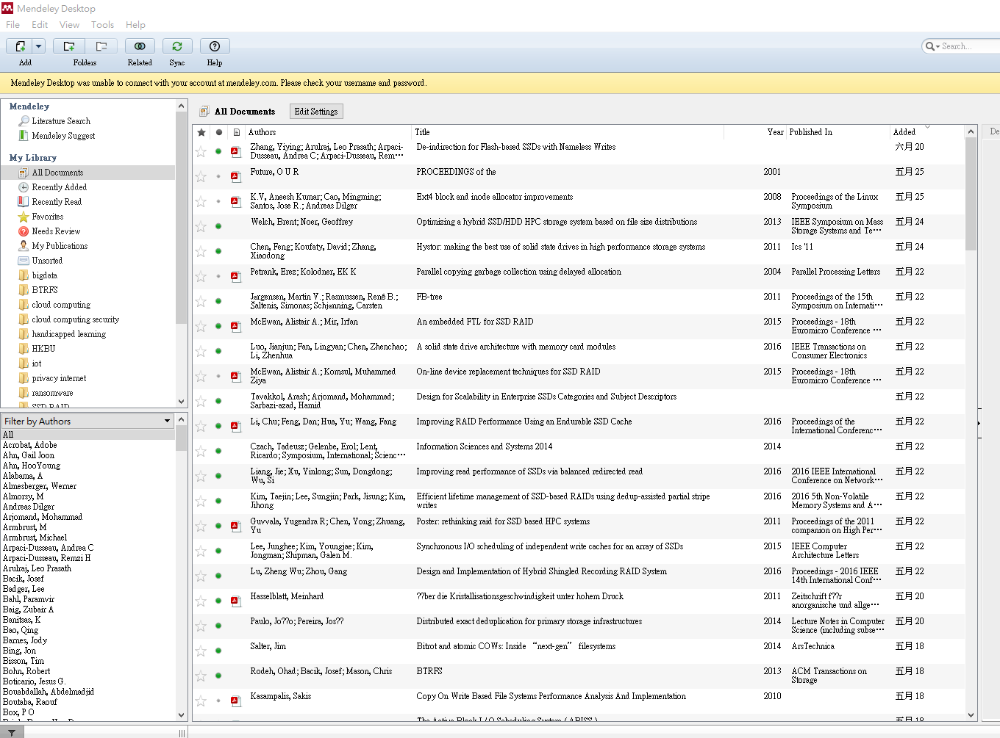 Mendeley Desktop
File Edit View Tools Help
Add Folders Related Sync Help
Search...
Mendeley Desktop was unable to connect with your account at mendeley.com. Please check your username and password.
Mendeley
Literature Search
Mendeley Suggest
My Library
All Documents
Recently Added
Recently Read
Favorites
Needs Review
My Publications
Unsorted
bigdata
BTRFS
cloud computing
cloud computing security
handicapped learning
HKBU
iot
privacy internet
ransomware
SSD RAID
Filter by Authors
All
Acrobat, Adobe
Ahn, Gail Joon
Ahn, HooYoung
Alabama, A
Almesberger, Werner
Almorsy, M
Andreas Dilger
Arjomand, Mohammad
Armbrust, M
Armbrust, Michael
Arpaci-Dusseau, Andrea C
Arpaci-Dusseau, Remzi H
Arulraj, Leo Prasath
Bacik, Josef
Badger, Lee
Bahl, Paramvir
Baig, Zubair A
Banitsas, K
Bao, Qing
Barnes, Jody
Bing, Jon
Bisson, Tim
Bohn, Robert
Boticario, Jesus G.
Bouabdallah, Abdelmadjid
Boutaba, Raouf
Box, P O
All Documents Edit Settings
Authors Title Year Published In Added De
Zhang, Yiying; Arulraj, Leo Prasath; Arpaci- De-indirection for Flash-based SSDs with Nameless Writes 六月 20
Dusseau, Andrea C; Arpaci-Dusseau, Rem···
Future, O U R PROCEEDINGS of the 2001 五月 25
K.V, Aneesh Kumar; Cao, Mingming; Ext4 block and inode allocator improvements 2008 Proceedings of the Linux 五月 25
Santos, Jose R.; Andreas Dilger Symposium
Welch, Brent; Noer, Geoffrey Optimizing a hybrid SSD/HDD HPC storage system based on file size distributions 2013 IEEE Symposium on Mass 五月 24
Storage Systems and Te···
Chen, Feng; Koufaty, David; Zhang, Hystor: making the best use of solid state drives in high performance storage systems 2011 Ics '11 五月 24
Xiaodong
Petrank, Erez; Kolodner, EK K Parallel copying garbage collection using delayed allocation 2004 Parallel Processing Letters 五月 22
Jørgensen, Martin V.; Rasmussen, René B.; FB-tree 2011 Proceedings of the 15th 五月 22
Šaltenis, Simonas; Schjønning, Carsten Symposium on Internati···
McEwan, Alistair A.; Mir, Irfan An embedded FTL for SSD RAID 2015 Proceedings - 18th 五月 22
Euromicro Conference ···
Luo, Jianjun; Fan, Lingyan; Chen, Zhenchao; A solid state drive architecture with memory card modules 2016 IEEE Transactions on 五月 22
Li, Zhenhua Consumer Electronics
McEwan, Alistair A.; Komsul, Muhammed On-line device replacement techniques for SSD RAID 2015 Proceedings - 18th 五月 22
Ziya Euromicro Conference ···
Tavakkol, Arash; Arjomand, Mohammad; Design for Scalability in Enterprise SSDs Categories and Subject Descriptors 五月 22
Sarbazi-azad, Hamid
Li, Chu; Feng, Dan; Hua, Yu; Wang, Fang Improving RAID Performance Using an Endurable SSD Cache 2016 Proceedings of the 五月 22
International Conferenc···
Czach, Tadeusz; Gelenbe, Erol; Lent, Information Sciences and Systems 2014 2014 五月 22
Ricardo; Symposium, International; Scienc···
Liang, Jie; Xu, Yinlong; Sun, Dongdong; Improving read performance of SSDs via balanced redirected read 2016 2016 IEEE International 五月 22
Wu, Si Conference on Network···
Kim, Taejin; Lee, Sungjin; Park, Jisung; Kim, Efficient lifetime management of SSD-based RAIDs using dedup-assisted partial stripe 2016 2016 5th Non-Volatile 五月 22
Jihong writes Memory Systems and A···
Guvvala, Yugendra R; Chen, Yong; Zhuang, Poster: rethinking raid for SSD based HPC systems 2011 Proceedings of the 2011 五月 22
Yu companion on High Per···
Lee, Junghee; Kim, Youngjae; Kim, Synchronous I/O scheduling of independent write caches for an array of SSDs 2015 IEEE Computer 五月 22
Jongman; Shipman, Galen M. Architecture Letters
Lu, Zheng Wu; Zhou, Gang Design and Implementation of Hybrid Shingled Recording RAID System 2016 Proceedings - 2016 IEEE 五月 22
14th International Conf···
Hasselblatt, Meinhard ??ber die Kristallisationsgeschwindigkeit unter hohem Druck 2011 Zeitschrift f??r 五月 20
anorganische und allge···
Paulo, Jo??o; Pereira, Jos?? Distributed exact deduplication for primary storage infrastructures 2014 Lecture Notes in Computer 五月 20
Science (including subse···
Salter, Jim Bitrot and atomic COWs: Inside “next-gen” filesystems 2014 ArsTechnica 五月 18
Rodeh, Ohad; Bacik, Josef; Mason, Chris BTRFS 2013 ACM Transactions on 五月 18
Storage
Kasampalis, Sakis Copy On Write Based File Systems Performance Analysis And Implementation 2010 五月 18
The Active Block I/O Scheduling System (ABISS) 五月 18